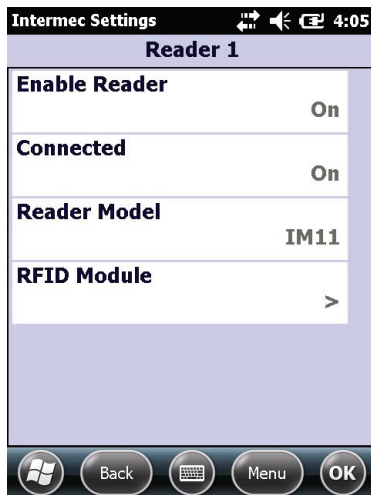 Intermec Settings 4:05
Reader 1
Enable Reader
On
Connected
On
Reader Model
IM11
RFID Module
>
Back Menu OK